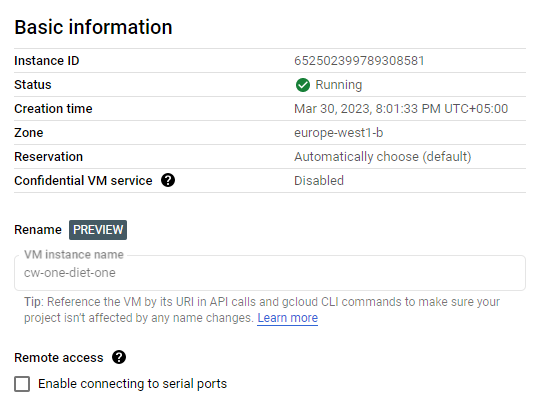 Basic information
Instance ID 652502399789308581
Status Running
Creation time Mar 30, 2023, 8:01:33 PM UTC+05:00
Zone europe-west1-b
Reservation Automatically choose (default)
Confidential VM service ? Disabled
Rename PREVIEW
VM instance name
cw-one-diet-one
Tip: Reference the VM by its URI in API calls and gcloud CLI commands to make sure your
project isn’t affected by any name changes. Learn more
Remote access ?
Enable connecting to serial ports